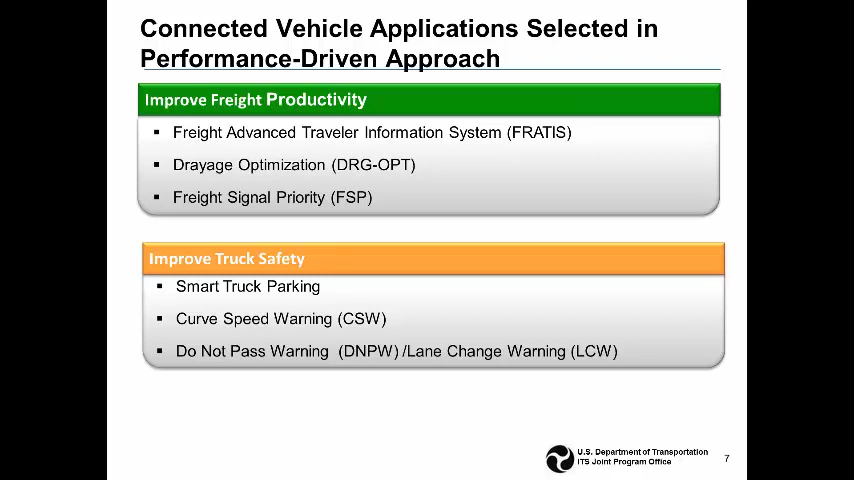 Connected Vehicle Applications Selected in
Performance-Driven Approach
Improve Freight Productivity
▪ Freight Advanced Traveler Information System (FRATIS)
▪ Drayage Optimization (DRG-OPT)
▪ Freight Signal Priority (FSP)
Improve Truck Safety
▪ Smart Truck Parking
▪ Curve Speed Warning (CSW)
▪ Do Not Pass Warning (DNPW) /Lane Change Warning (LCW)
U.S. Department of Transportation
ITS Joint Program Office
7